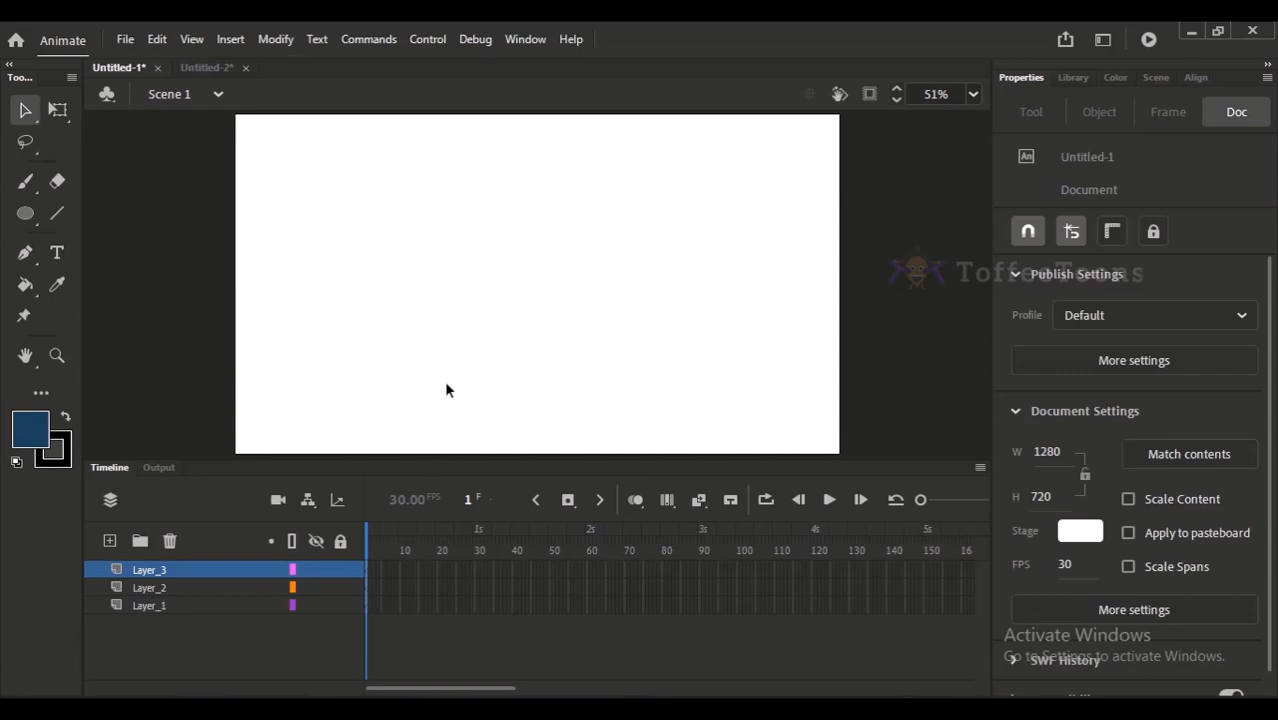 Animate File Edit View Insert Modify Text Commands Control Debug Window Help
Untitled-1* × Untitled-2* ×
Too...
Scene 1
51%
Properties Library Color Scene Align
Tool Object Frame Doc
An Untitled-1
Document
ToffeeToons
Publish Settings
Profile Default
More settings
Document Settings
W 1280 Match contents
H 720 Scale Content
Stage Apply to pasteboard
FPS 30 Scale Spans
More settings
Activate Windows
Go to Settings to activate Windows.
SWF History
Timeline Output
30.00 FPS 1 F
1s 2s 3s 4s 5s
10 20 30 40 50 60 70 80 90 100 110 120 130 140 150 16
Layer_3
Layer_2
Layer_1